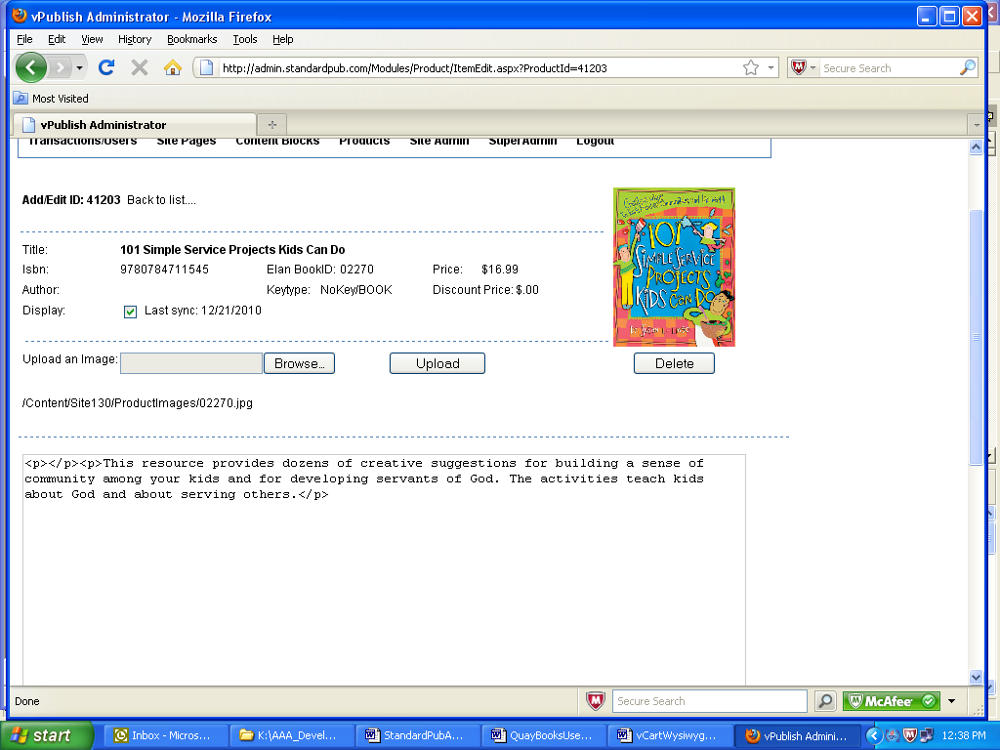 vPublish Administrator - Mozilla Firefox
File Edit View History Bookmarks Tools Help
http://admin.standardpub.com/Modules/Product/ItemEdit.aspx?ProductId=41203
Secure Search
Most Visited
vPublish Administrator
Transactions/Users Site Pages Content Blocks Products Site Admin SuperAdmin Logout
Add/Edit ID: 41203 Back to list....
Title: 101 Simple Service Projects Kids Can Do
Isbn: 9780784711545 Elan BookID: 02270 Price: $16.99
Author: Keytype: NoKey/BOOK Discount Price: $.00
Display: Last sync: 12/21/2010
101
SIMPLE SERVICE
PROJECTS
KIDS CAN DO
Upload an Image: Browse... Upload Delete
/Content/Site130/ProductImages/02270.jpg
<p></p><p>This resource provides dozens of creative suggestions for building a sense of
community among your kids and for developing servants of God. The activities teach kids
about God and about serving others.</p>
Done
Secure Search
McAfee
start
Inbox - Micros...
K:\AAA_Devel...
StandardPubA...
QuayBooksUse...
vCartWysiwyg...
vPublish Admini...
12:38 PM